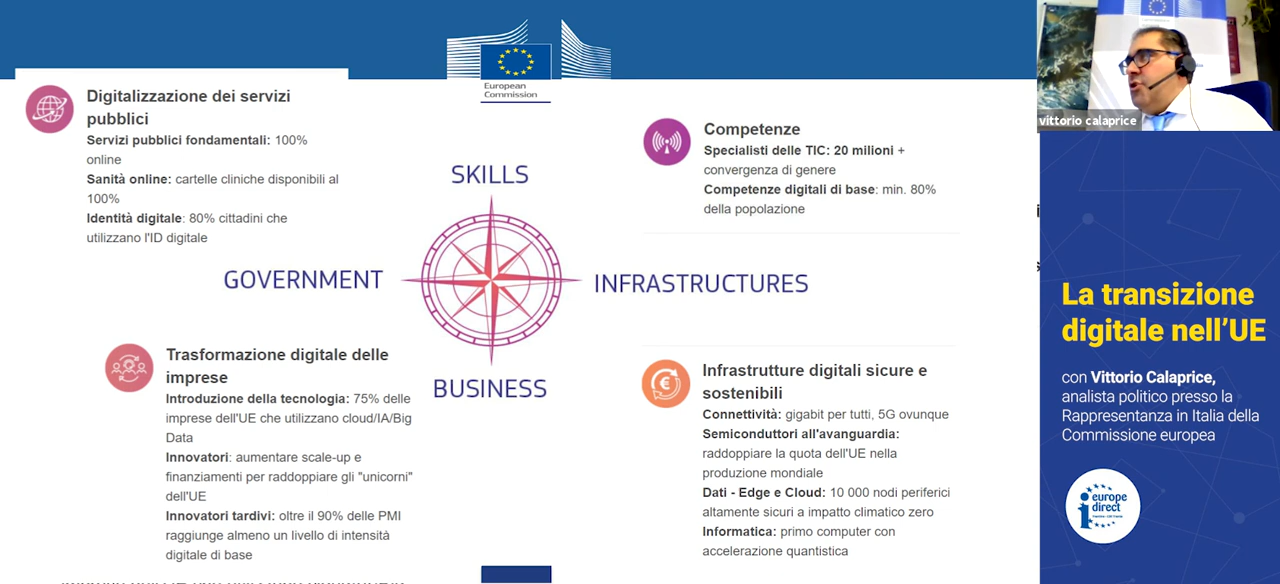 European
Commission
Digitalizzazione dei servizi
pubblici
Servizi pubblici fondamentali: 100%
online
Sanità online: cartelle cliniche disponibili al
100%
Identità digitale: 80% cittadini che
utilizzano l'ID digitale
Competenze
Specialisti delle TIC: 20 milioni +
convergenza di genere
Competenze digitali di base: min. 80%
della popolazione
SKILLS
GOVERNMENT
INFRASTRUCTURES
BUSINESS
Trasformazione digitale delle
imprese
Introduzione della tecnologia: 75% delle
imprese dell'UE che utilizzano cloud/IA/Big
Data
Innovatori: aumentare scale-up e
finanziamenti per raddoppiare gli "unicorni"
dell'UE
Innovatori tardivi: oltre il 90% delle PMI
raggiunge almeno un livello di intensità
digitale di base
Infrastrutture digitali sicure e
sostenibili
Connettività: gigabit per tutti, 5G ovunque
Semiconduttori all'avanguardia:
raddoppiare la quota dell'UE nella
produzione mondiale
Dati - Edge e Cloud: 10 000 nodi periferici
altamente sicuri a impatto climatico zero
Informatica: primo computer con
accelerazione quantistica
vittorio calaprice
La transizione
digitale nell'UE
con Vittorio Calaprice,
analista politico presso la
Rappresentanza in Italia della
Commissione europea
europe
direct